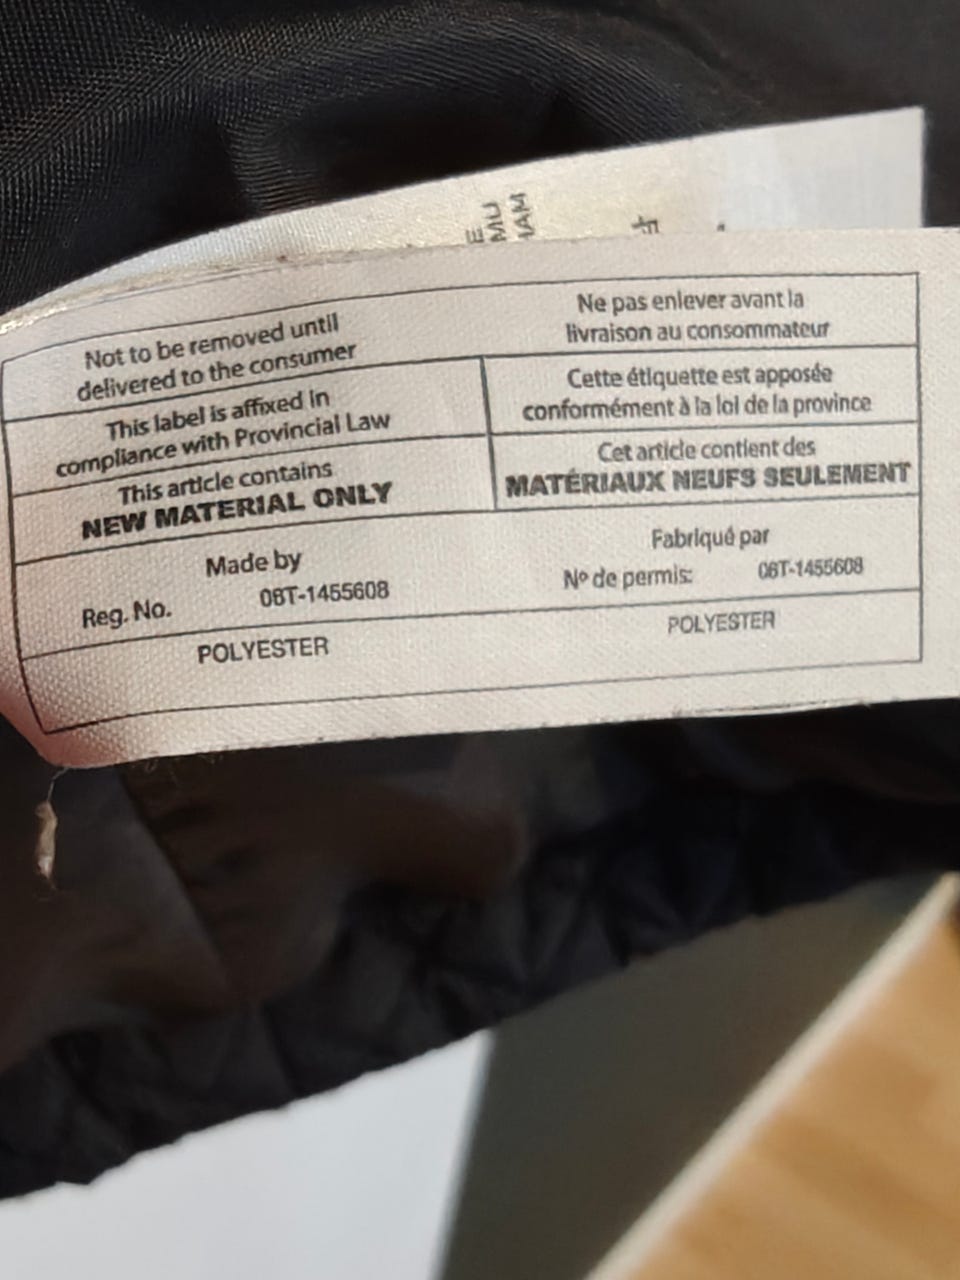 Not to be removed until
delivered to the consumer
Ne pas enlever avant la
livraison au consommateur
This label is affixed in
compliance with Provincial Law
Cette étiquette est apposée
conformément à la loi de la province
This article contains
NEW MATERIAL ONLY
Cet article contient des
MATÉRIAUX NEUFS SEULEMENT
Made by
Reg. No. 08T-1455608
Fabriqué par
Nº de permis: 08T-1455608
POLYESTER
POLYESTER